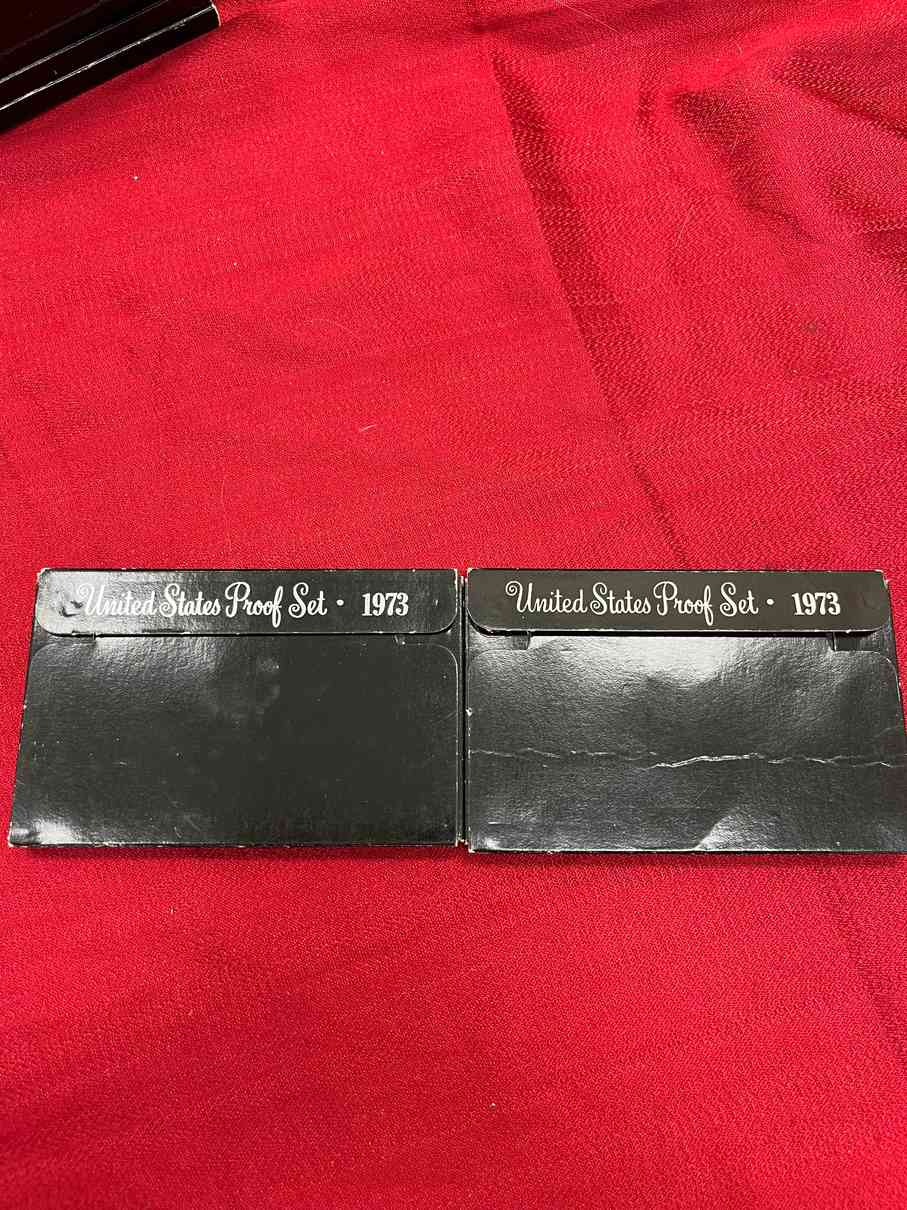 United States Proof Set • 1973
United States Proof Set • 1973